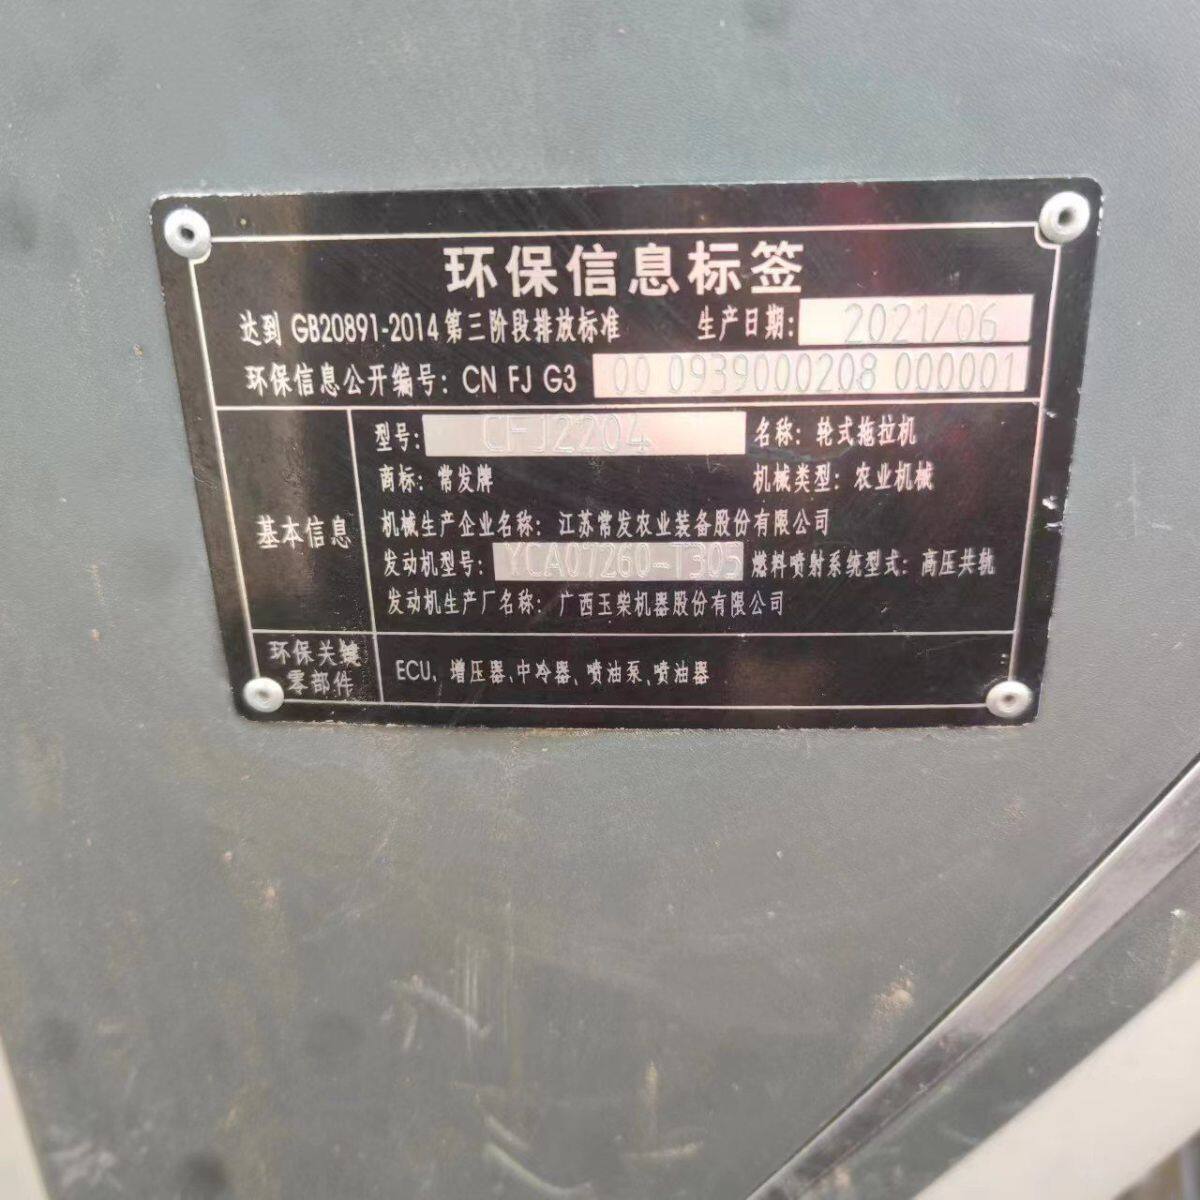 环保信息标签
达到 GB20891-2014 第三阶段排放标准 生产日期: 2021/06
环保信息公开编号: CN FJ G3 00 0939000208 000001
基本信息
型号: CFJ2204 名称: 轮式拖拉机
商标: 常发牌 机械类型: 农业机械
机械生产企业名称: 江苏常发农业装备股份有限公司
发动机型号: YCA07260-T305 燃料喷射系统型式: 高压共轨
发动机生产厂名称: 广西玉柴机器股份有限公司
环保关键
零部件
ECU, 增压器、中冷器、喷油泵、喷油器